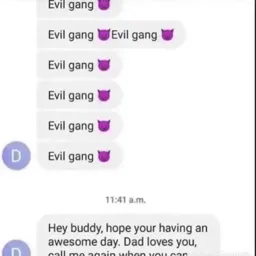 Evil gang 😈
Evil gang 😈Evil gang 😈
Evil gang 😈
Evil gang 😈
Evil gang 😈
D
Evil gang 😈
11:41 a.m.
Hey buddy, hope your having an
awesome day. Dad loves you,
call me again when you can
D